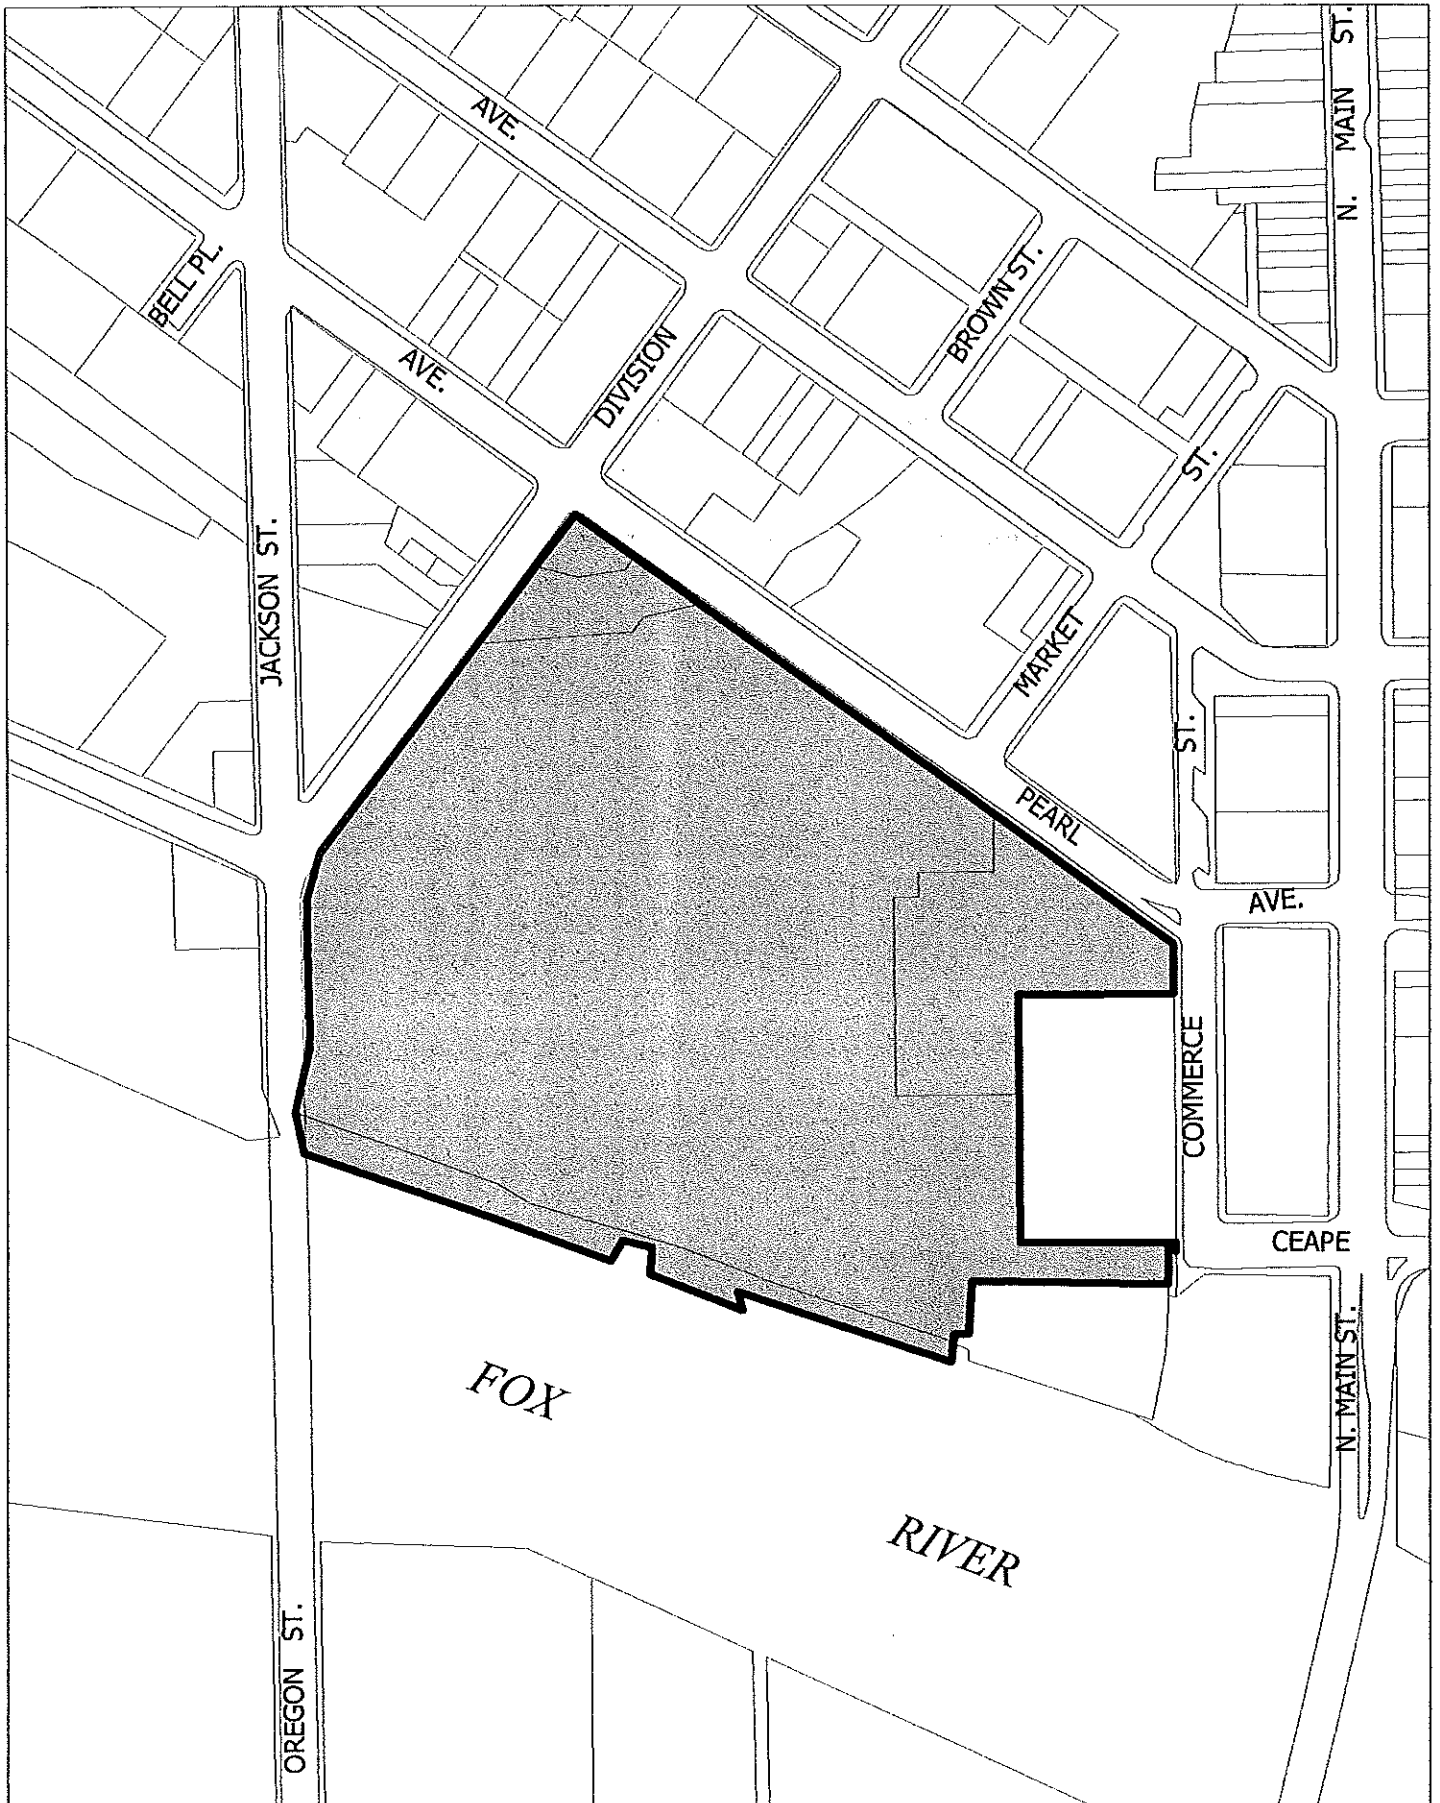 N. MAIN ST.
AVE.
BELL PL.
BROWN ST.
AVE.
DIVISION
ST.
JACKSON ST.
MARKET
ST.
PEARL
AVE.
COMMERCE
CEAPE
N. MAIN ST.
FOX
RIVER
OREGON ST.